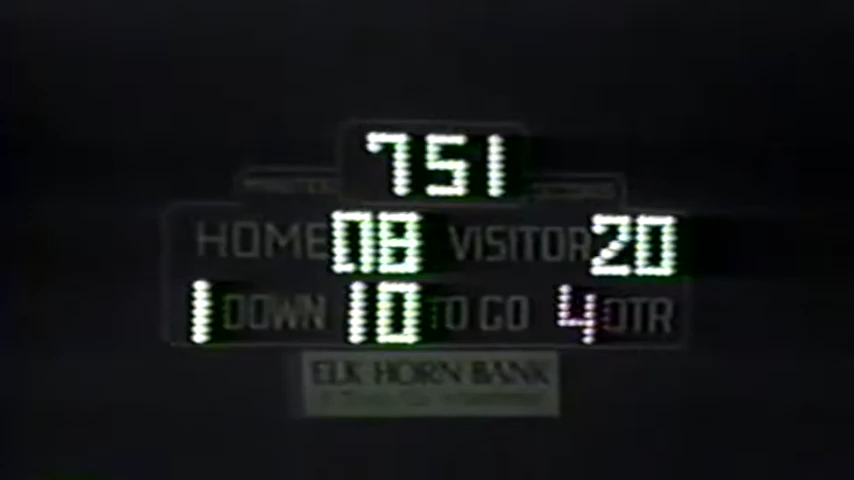 751
HOME 08 VISITOR 20
1 DOWN 10 TO GO 4 QTR
ELK HORN BANK